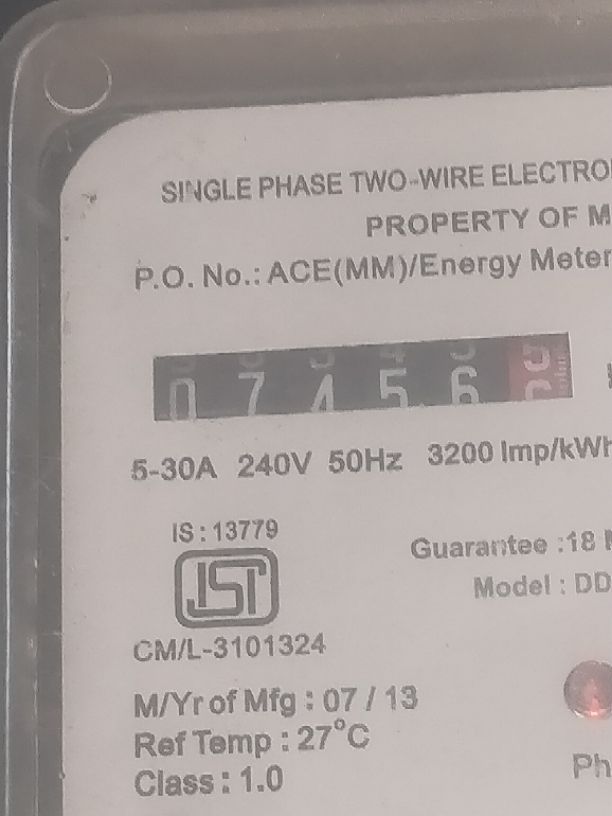 SINGLE PHASE TWO-WIRE ELECTRO
PROPERTY OF M
P.O. No.: ACE(MM)/Energy Meter
0 7 4 5 6
5-30A 240V 50Hz 3200 Imp/kWh
IS : 13779
Guarantee :18
Model : DD
ISI
CM/L-3101324
M/Yr of Mfg : 07 / 13
Ref Temp : 27°C
Class : 1.0
Ph